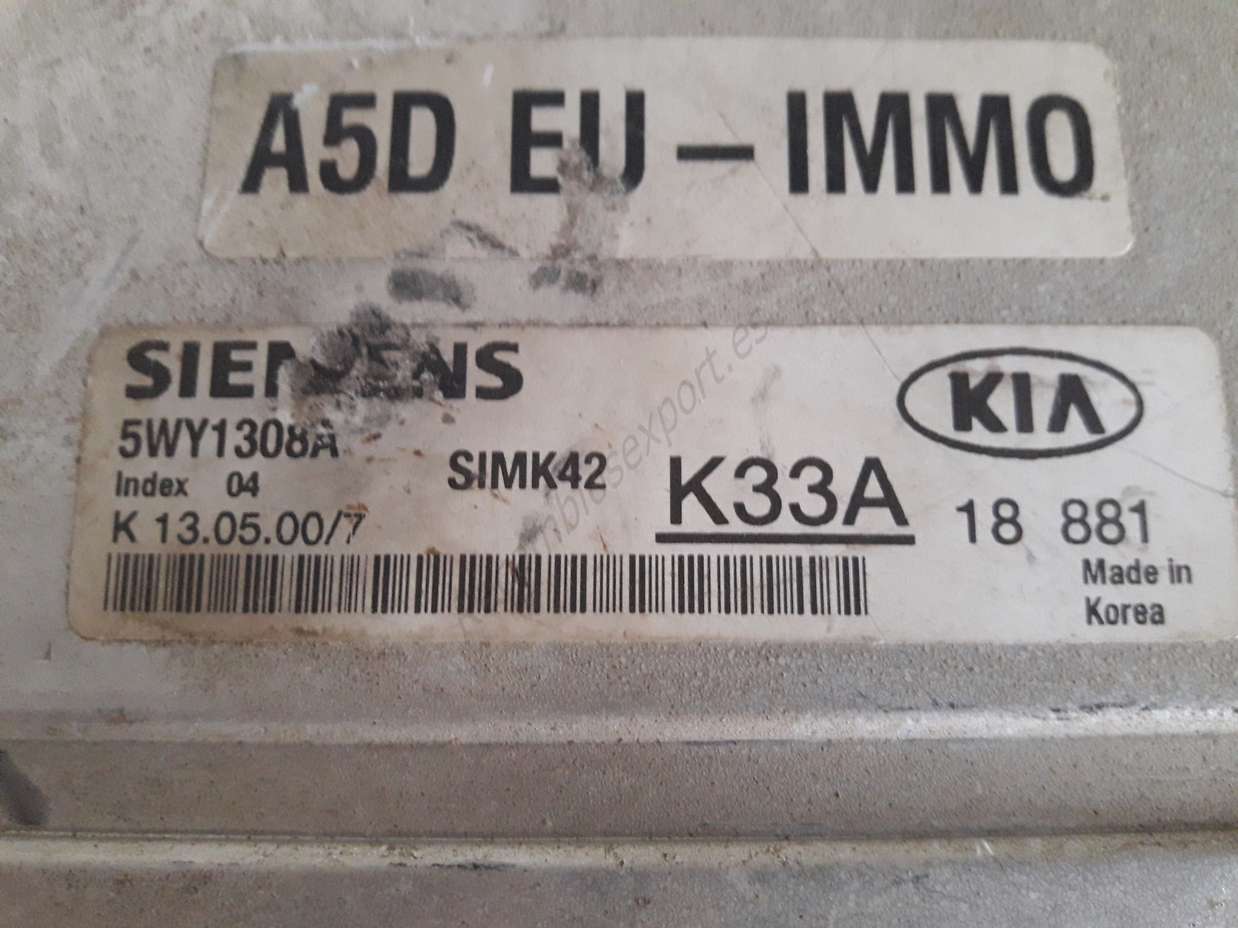 A5D EU - IMMO
SIEMENS
KIA
5WY1308A
Index 04
SIMK42
K33A
18 881
K 13.05.00/7
Made in
Korea